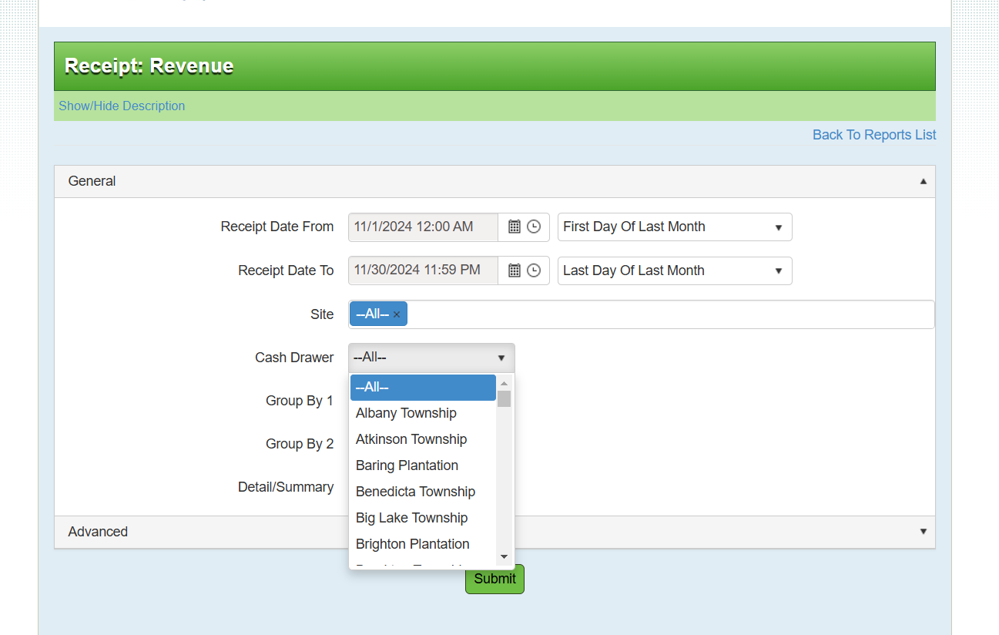 Receipt: Revenue
Show/Hide Description
Back To Reports List
General
Receipt Date From 11/1/2024 12:00 AM First Day Of Last Month
Receipt Date To 11/30/2024 11:59 PM Last Day Of Last Month
Site --All-- ×
Cash Drawer --All--
--All--
Albany Township
Group By 1
Atkinson Township
Group By 2
Baring Plantation
Detail/Summary
Benedicta Township
Big Lake Township
Advanced
Brighton Plantation
Submit